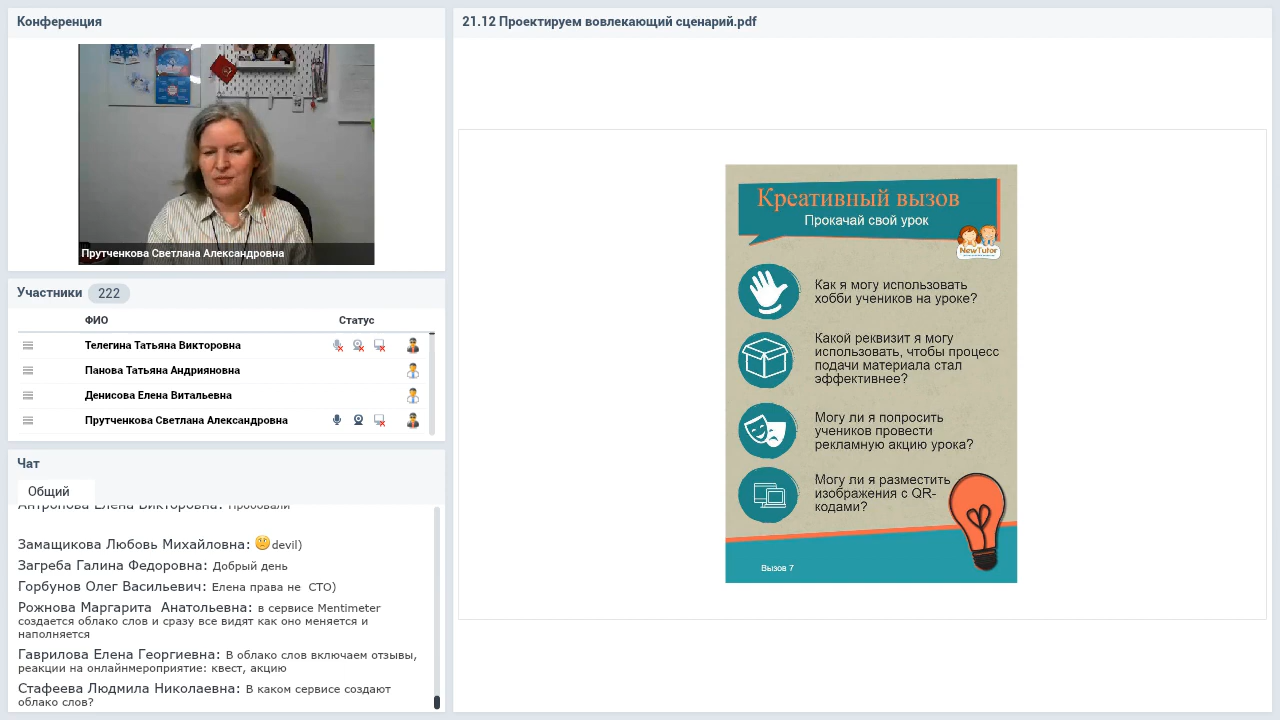 Конференция
Прутченкова Светлана Александровна
Участники 222
ФИО Статус
Телегина Татьяна Викторовна
Панова Татьяна Андрияновна
Денисова Елена Витальевна
Прутченкова Светлана Александровна
Чат
Общий
Антропова Елена Викторовна: Пробовали
Замащикова Любовь Михайловна: devil)
Загреба Галина Федоровна: Добрый день
Горбунов Олег Васильевич: Елена права не СТО)
Рожнова Маргарита Анатольевна: в сервисе Mentimeter
создается облако слов и сразу все видят как оно меняется и
наполняется
Гаврилова Елена Георгиевна: В облако слов включаем отзывы,
реакции на онлайнмероприятие: квест, акцию
Стафеева Людмила Николаевна: В каком сервисе создают
облако слов?
21.12 Проектируем вовлекающий сценарий.pdf
Креативный вызов
Прокачай свой урок
NewTutor
Как я могу использовать
хобби учеников на уроке?
Какой реквизит я могу
использовать, чтобы процесс
подачи материала стал
эффективнее?
Могу ли я попросить
учеников провести
рекламную акцию урока?
Могу ли я разместить
изображения с QR-
кодами?
Вызов 7